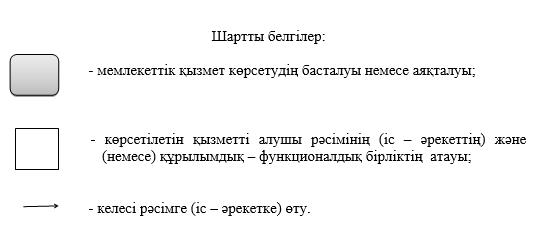 Шартты белгілер:
- мемлекеттік қызмет көрсетудің басталуы немесе аяқталуы;
- көрсетілетін қызметті алушы рәсімінің (іс – әрекеттің) және
(немесе) құрылымдық – функционалдық бірліктің атауы;
- келесі рәсімге (іс – әрекетке) өту.